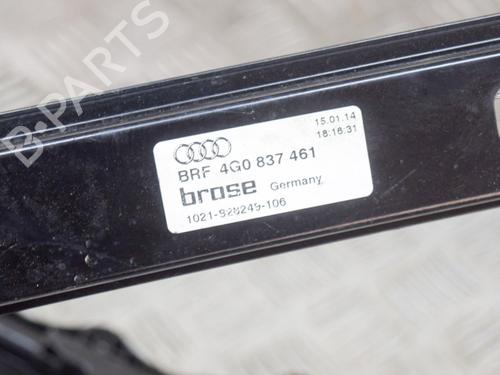 B-PARTS
15.01.14
18:16:31
BRF 4G0 837 461
brose Germany
1021-928249-106